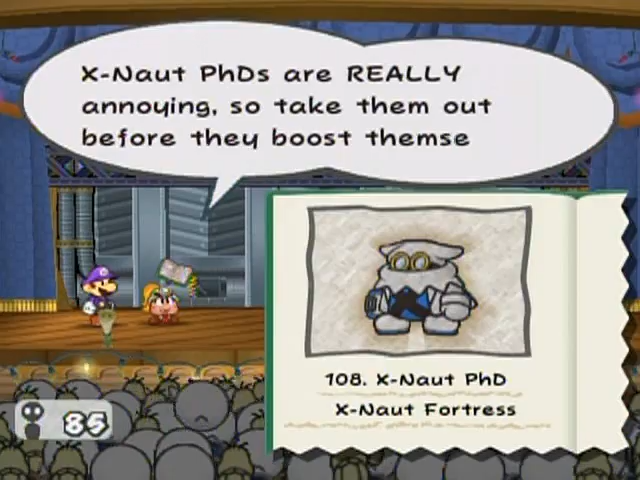 X-Naut PhDs are REALLY
annoying, so take them out
before they boost themse
108. X-Naut PhD
X-Naut Fortress
85